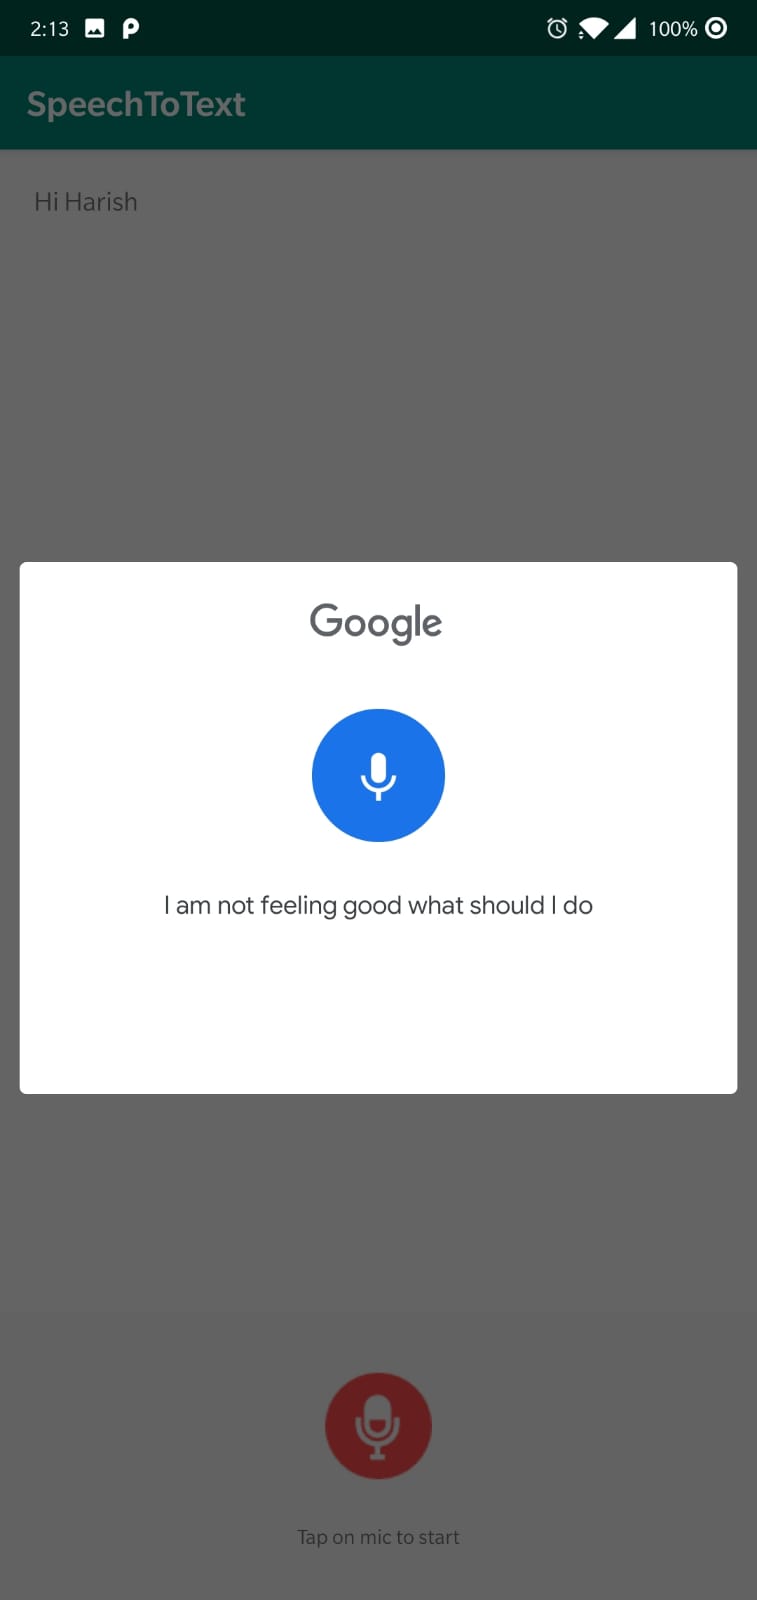 2:13
100%
SpeechToText
Hi Harish
Google
I am not feeling good what should I do
Tap on mic to start